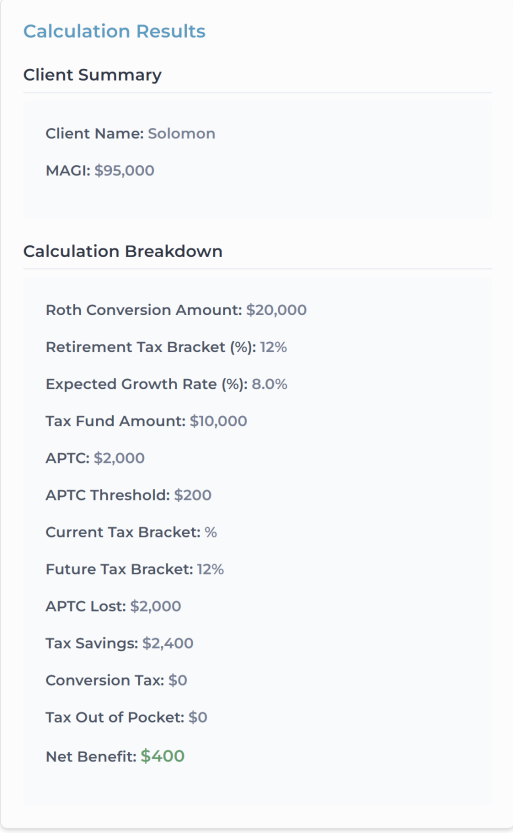 Calculation Results
Client Summary
Client Name: Solomon
MAGI: $95,000
Calculation Breakdown
Roth Conversion Amount: $20,000
Retirement Tax Bracket (%): 12%
Expected Growth Rate (%): 8.0%
Tax Fund Amount: $10,000
APTC: $2,000
APTC Threshold: $200
Current Tax Bracket: %
Future Tax Bracket: 12%
APTC Lost: $2,000
Tax Savings: $2,400
Conversion Tax: $0
Tax Out of Pocket: $0
Net Benefit: $400